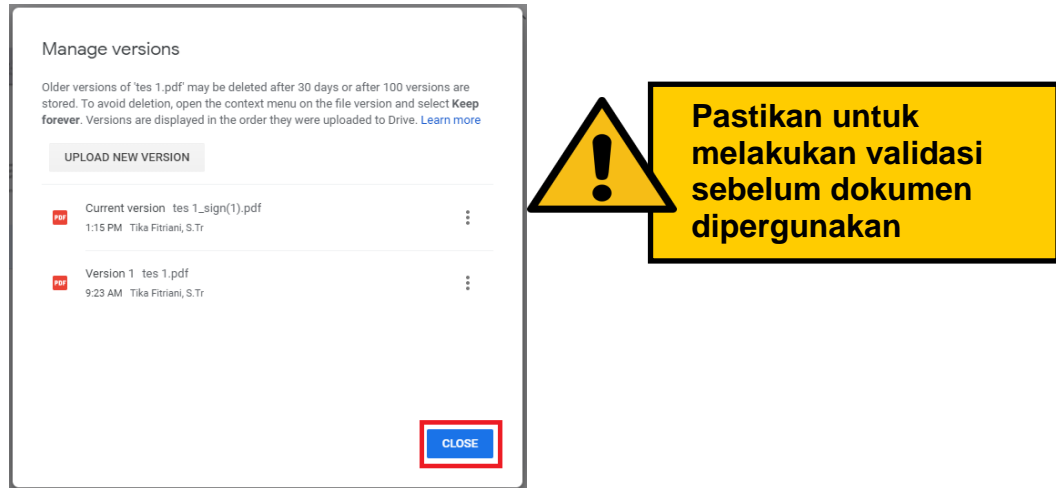 Manage versions
Older versions of 'tes 1.pdf' may be deleted after 30 days or after 100 versions are
stored. To avoid deletion, open the context menu on the file version and select Keep
forever. Versions are displayed in the order they were uploaded to Drive. Learn more
UPLOAD NEW VERSION
PDF
Current version tes 1_sign(1).pdf
1:15 PM Tika Fitriani, S.Tr
PDF
Version 1 tes 1.pdf
9:23 AM Tika Fitriani, S.Tr
CLOSE
!
Pastikan untuk
melakukan validasi
sebelum dokumen
dipergunakan